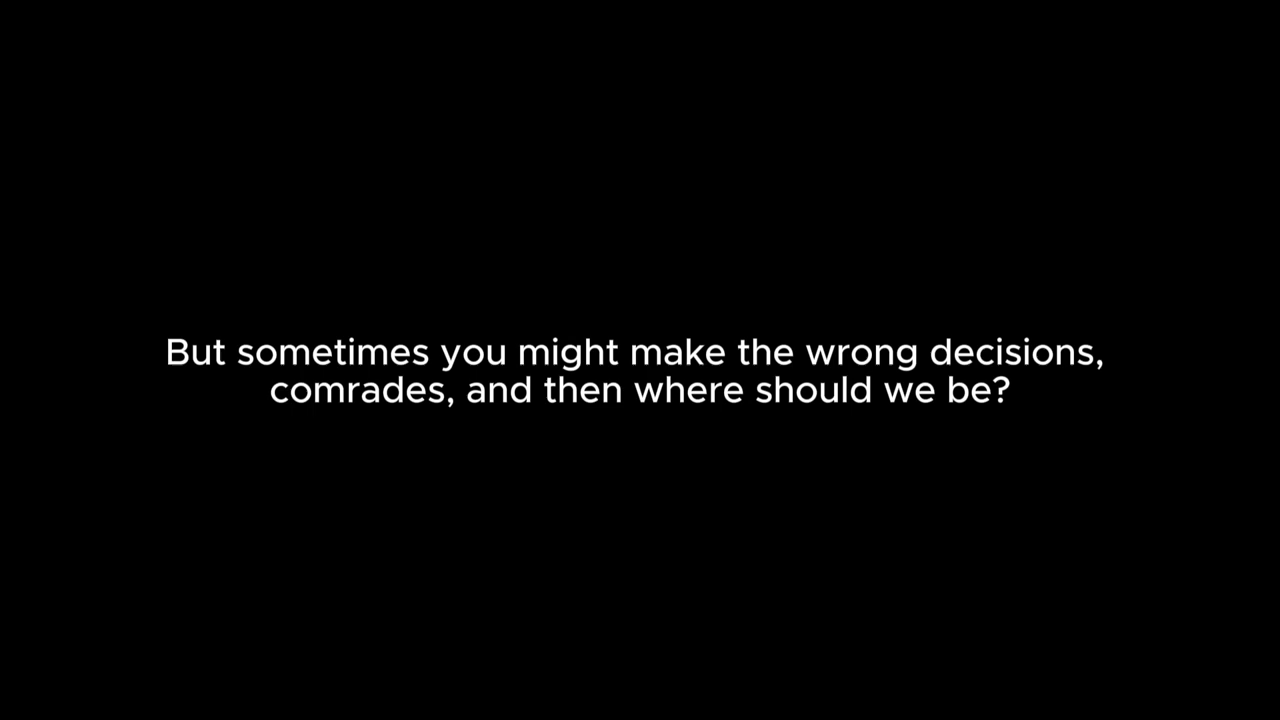 But sometimes you might make the wrong decisions,
comrades, and then where should we be?